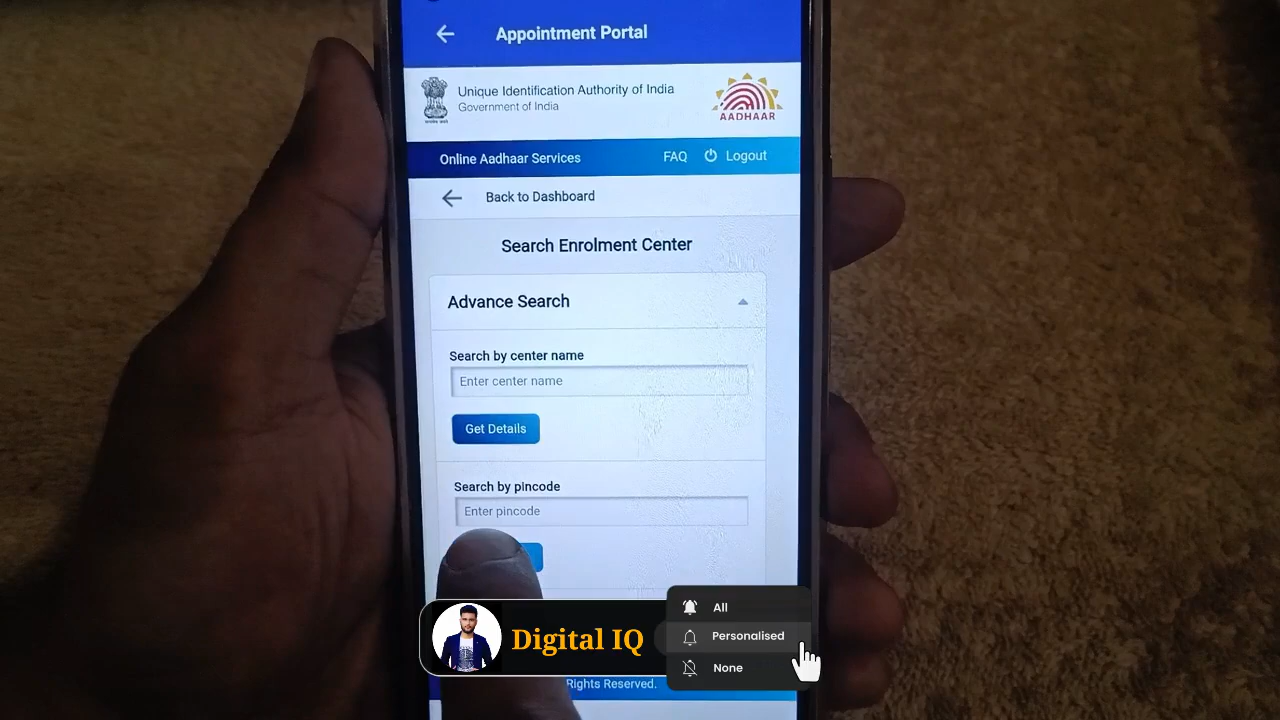 Appointment Portal
Unique Identification Authority of India
Government of India
AADHAAR
Online Aadhaar Services FAQ Logout
Back to Dashboard
Search Enrolment Center
Advance Search
Search by center name
Enter center name
Get Details
Search by pincode
Enter pincode
All
Digital IQ
Personalised
None
Rights Reserved.